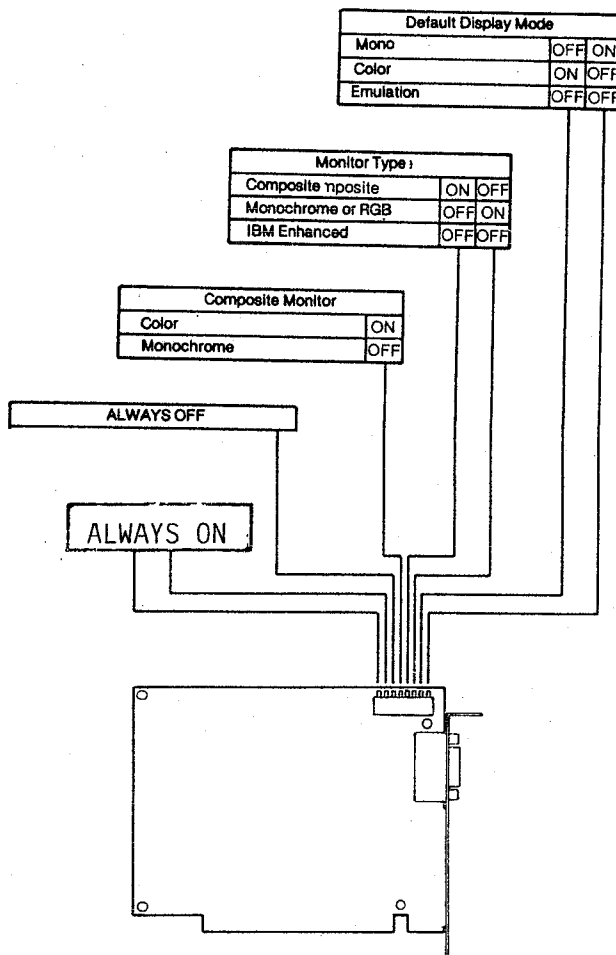 Default Display Mode
Mono OFF ON
Color ON OFF
Emulation OFF OFF
Monitor Type
Composite mposite ON OFF
Monochrome or RGB OFF ON
IBM Enhanced OFF OFF
Composite Monitor
Color ON
Monochrome OFF
ALWAYS OFF
ALWAYS ON